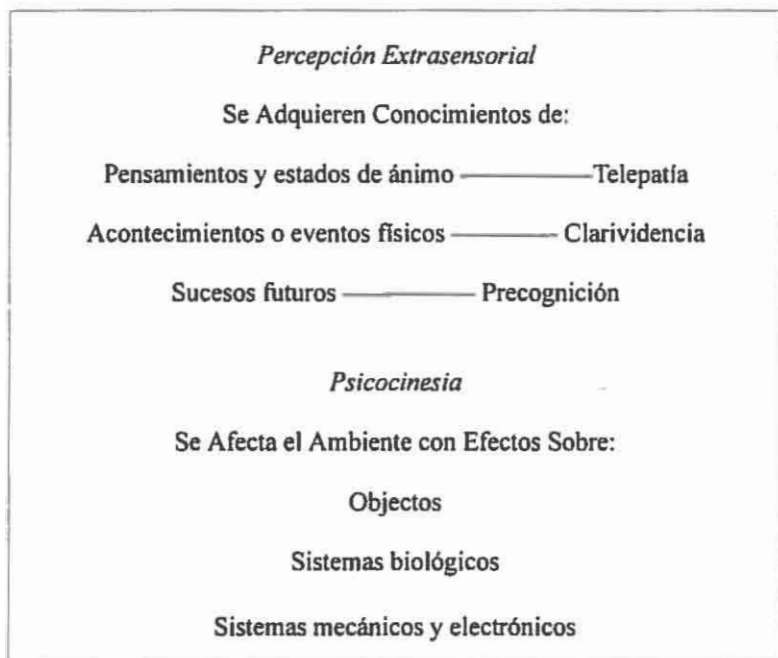 Percepción Extrasensorial
Se Adquieren Conocimientos de:
Pensamientos y estados de ánimo ———— Telepatía
Acontecimientos o eventos físicos ———— Clarividencia
Sucesos futuros ———— Precognición
Psicocinesia
Se Afecta el Ambiente con Efectos Sobre:
Objectos
Sistemas biológicos
Sistemas mecánicos y electrónicos